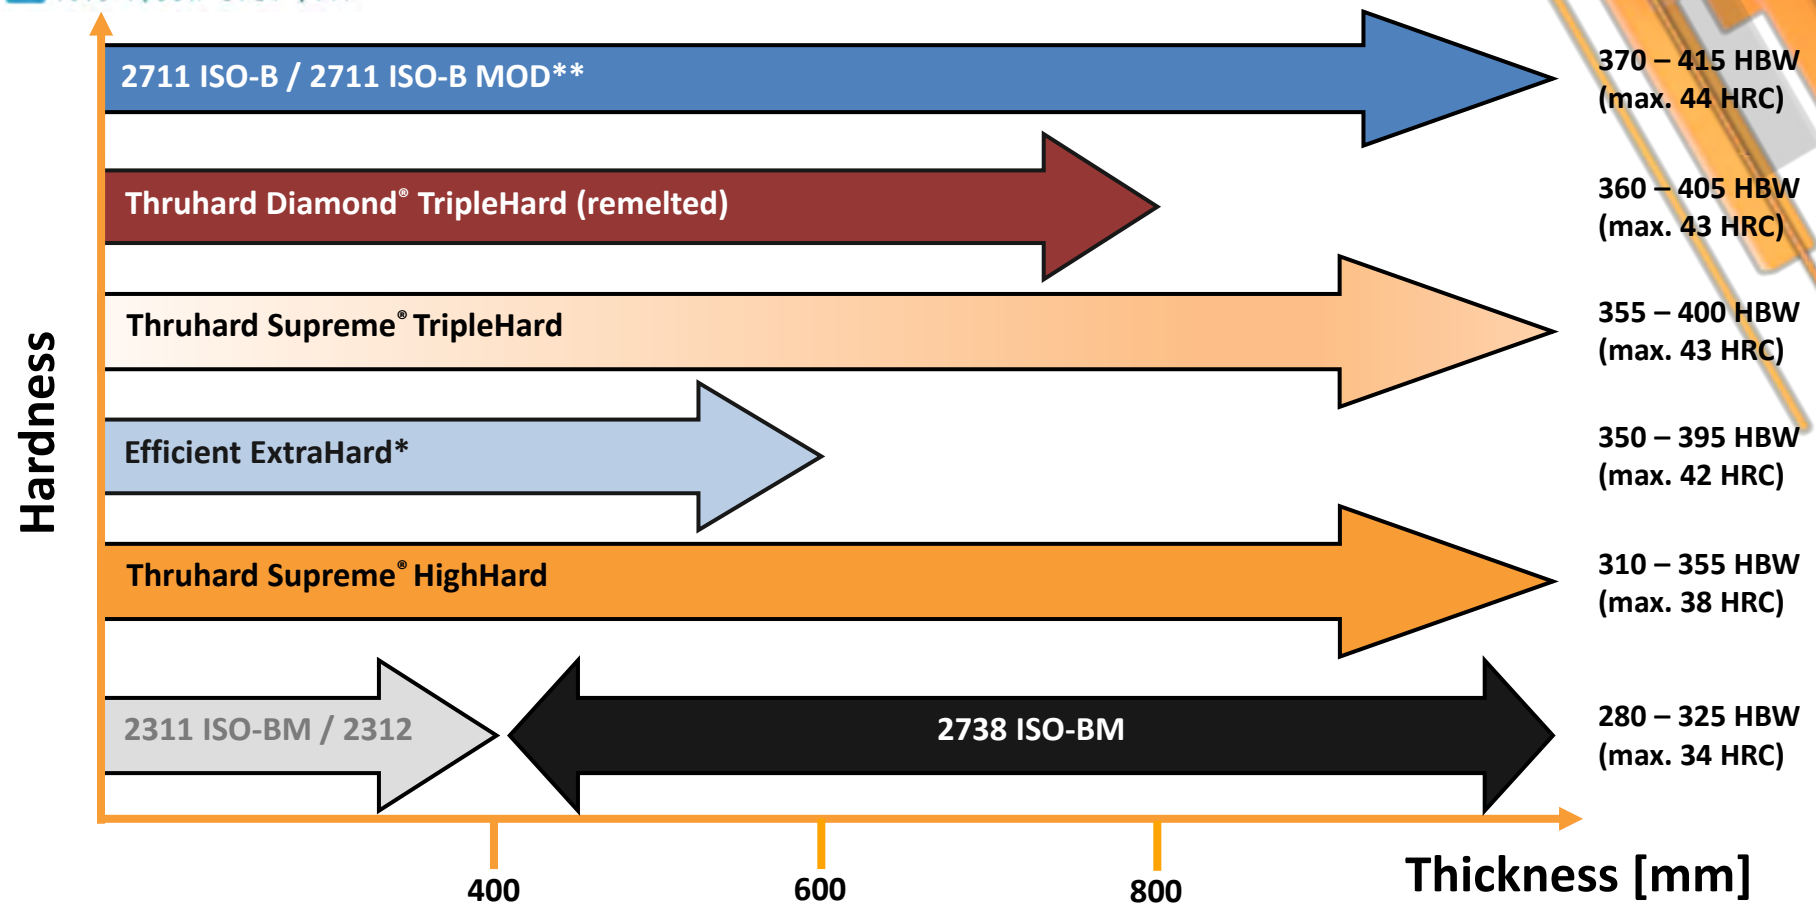 2711 ISO-B / 2711 ISO-B MOD**
370 – 415 HBW
(max. 44 HRC)
Thruhard Diamond® TripleHard (remelted)
360 – 405 HBW
(max. 43 HRC)
Thruhard Supreme® TripleHard
355 – 400 HBW
(max. 43 HRC)
Efficient ExtraHard*
350 – 395 HBW
(max. 42 HRC)
Thruhard Supreme® HighHard
310 – 355 HBW
(max. 38 HRC)
2311 ISO-BM / 2312
2738 ISO-BM
280 – 325 HBW
(max. 34 HRC)
Hardness
400
600
800
Thickness [mm]